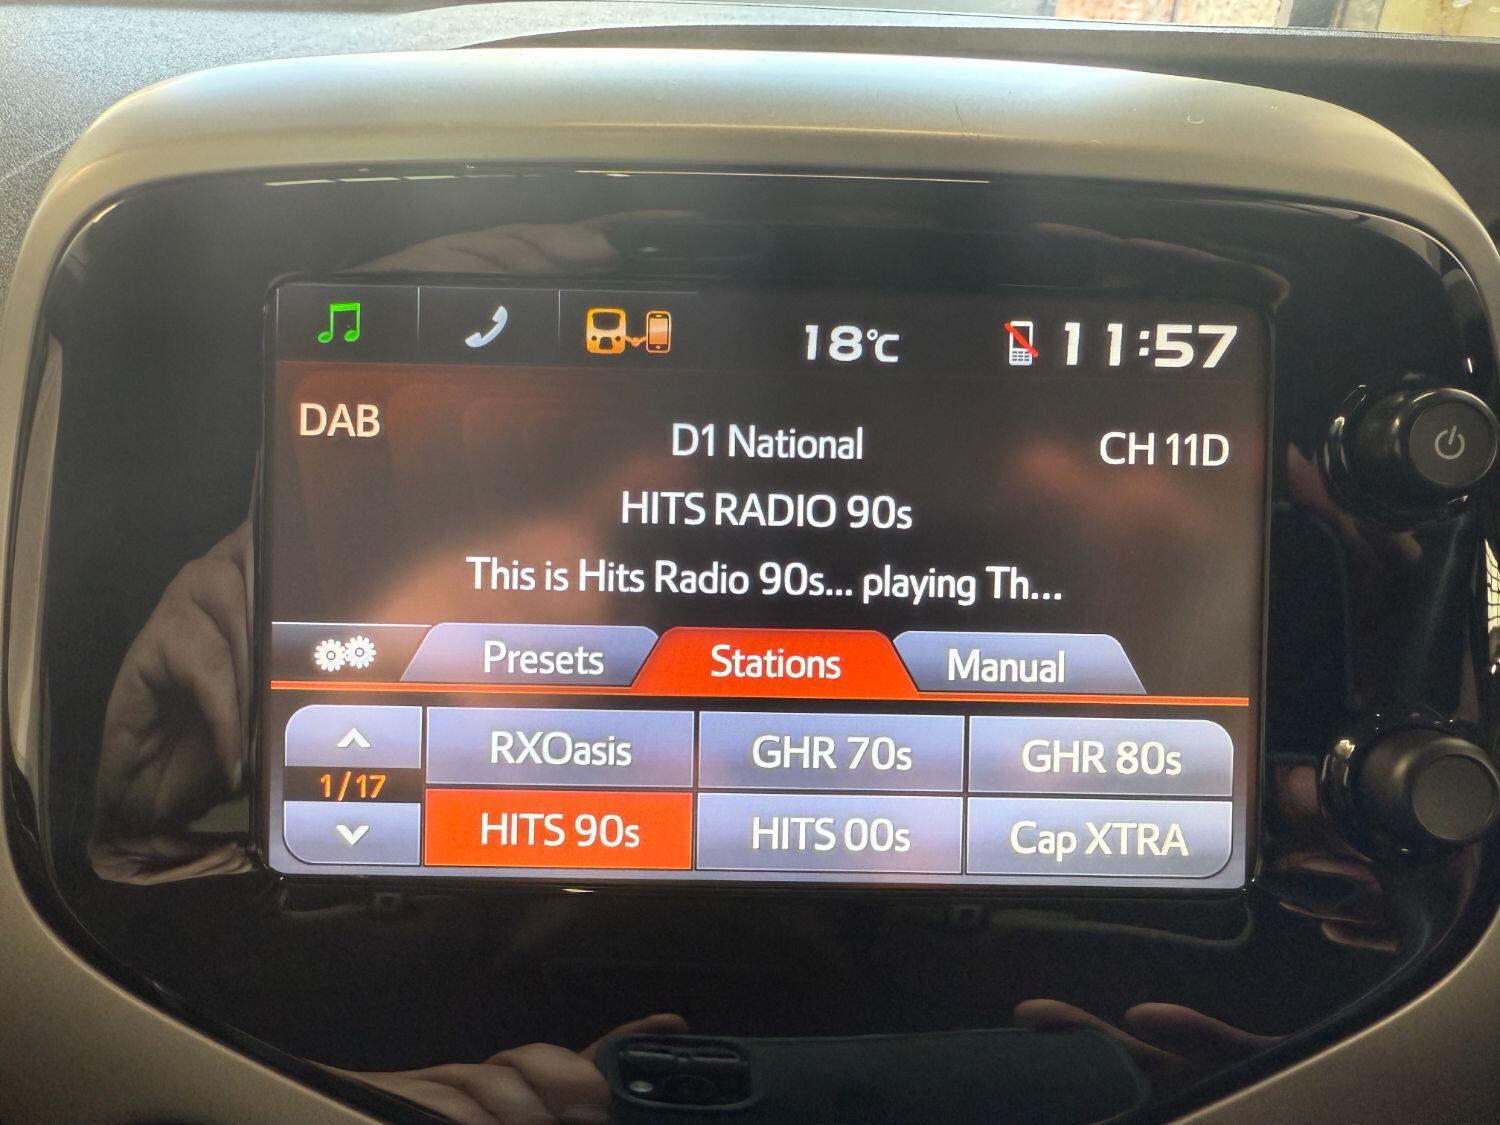 18°C 11:57
DAB D1 National CH 11D
HITS RADIO 90s
This is Hits Radio 90s... playing Th...
Presets Stations Manual
RXOasis GHR 70s GHR 80s
1/17
HITS 90s HITS 00s Cap XTRA